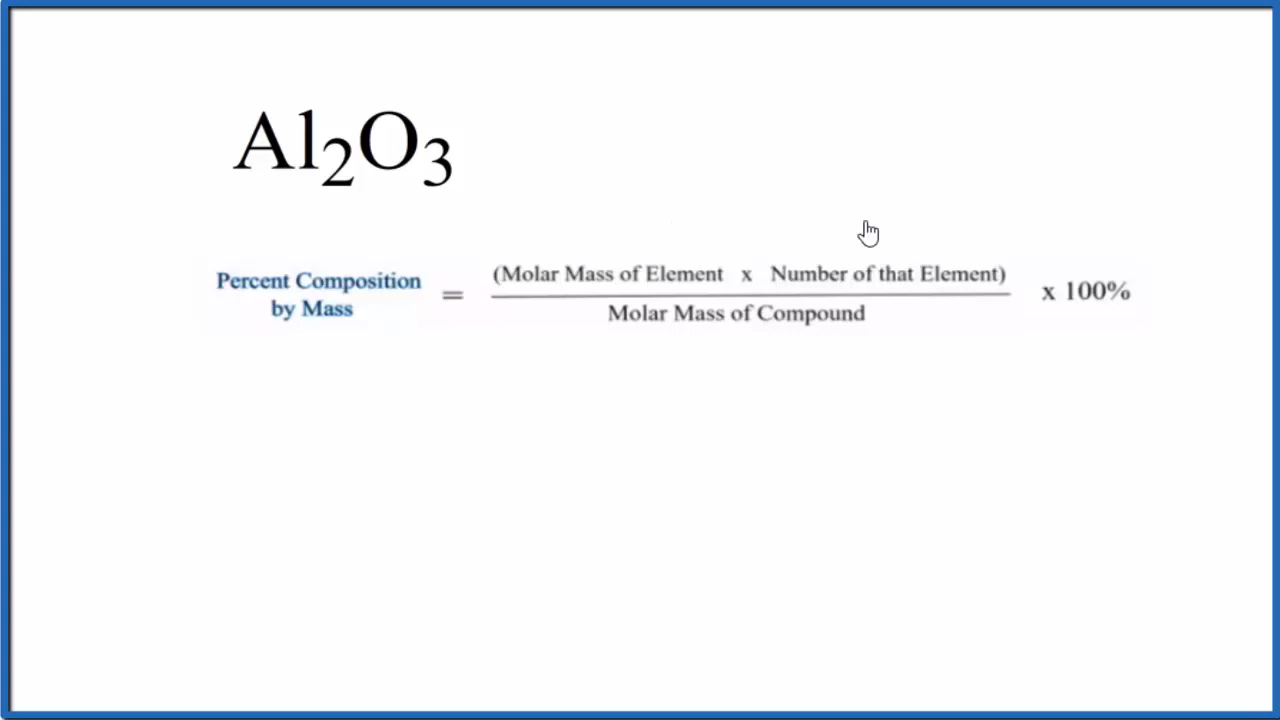 Al₂O₃
Percent Composition
by Mass
=
(Molar Mass of Element x Number of that Element)
Molar Mass of Compound
x 100%